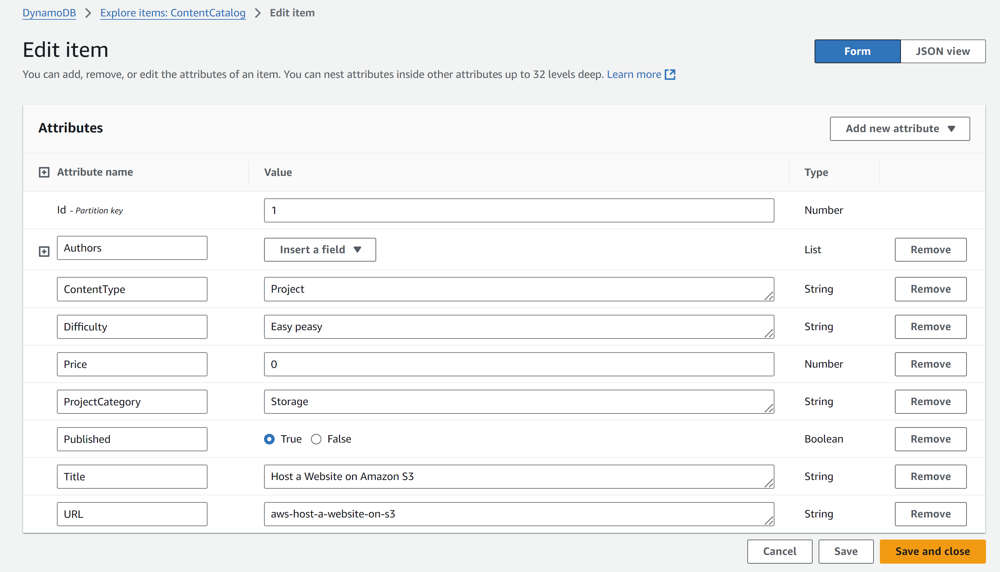 DynamoDB > Explore items: ContentCatalog > Edit item
Edit item
Form JSON view
You can add, remove, or edit the attributes of an item. You can nest attributes inside other attributes up to 32 levels deep. Learn more
Attributes
Add new attribute
Attribute name Value Type
Id - Partition key 1 Number
Authors Insert a field List Remove
ContentType Project String Remove
Difficulty Easy peasy String Remove
Price 0 Number Remove
ProjectCategory Storage String Remove
Published True False Boolean Remove
Title Host a Website on Amazon S3 String Remove
URL aws-host-a-website-on-s3 String Remove
Cancel Save Save and close